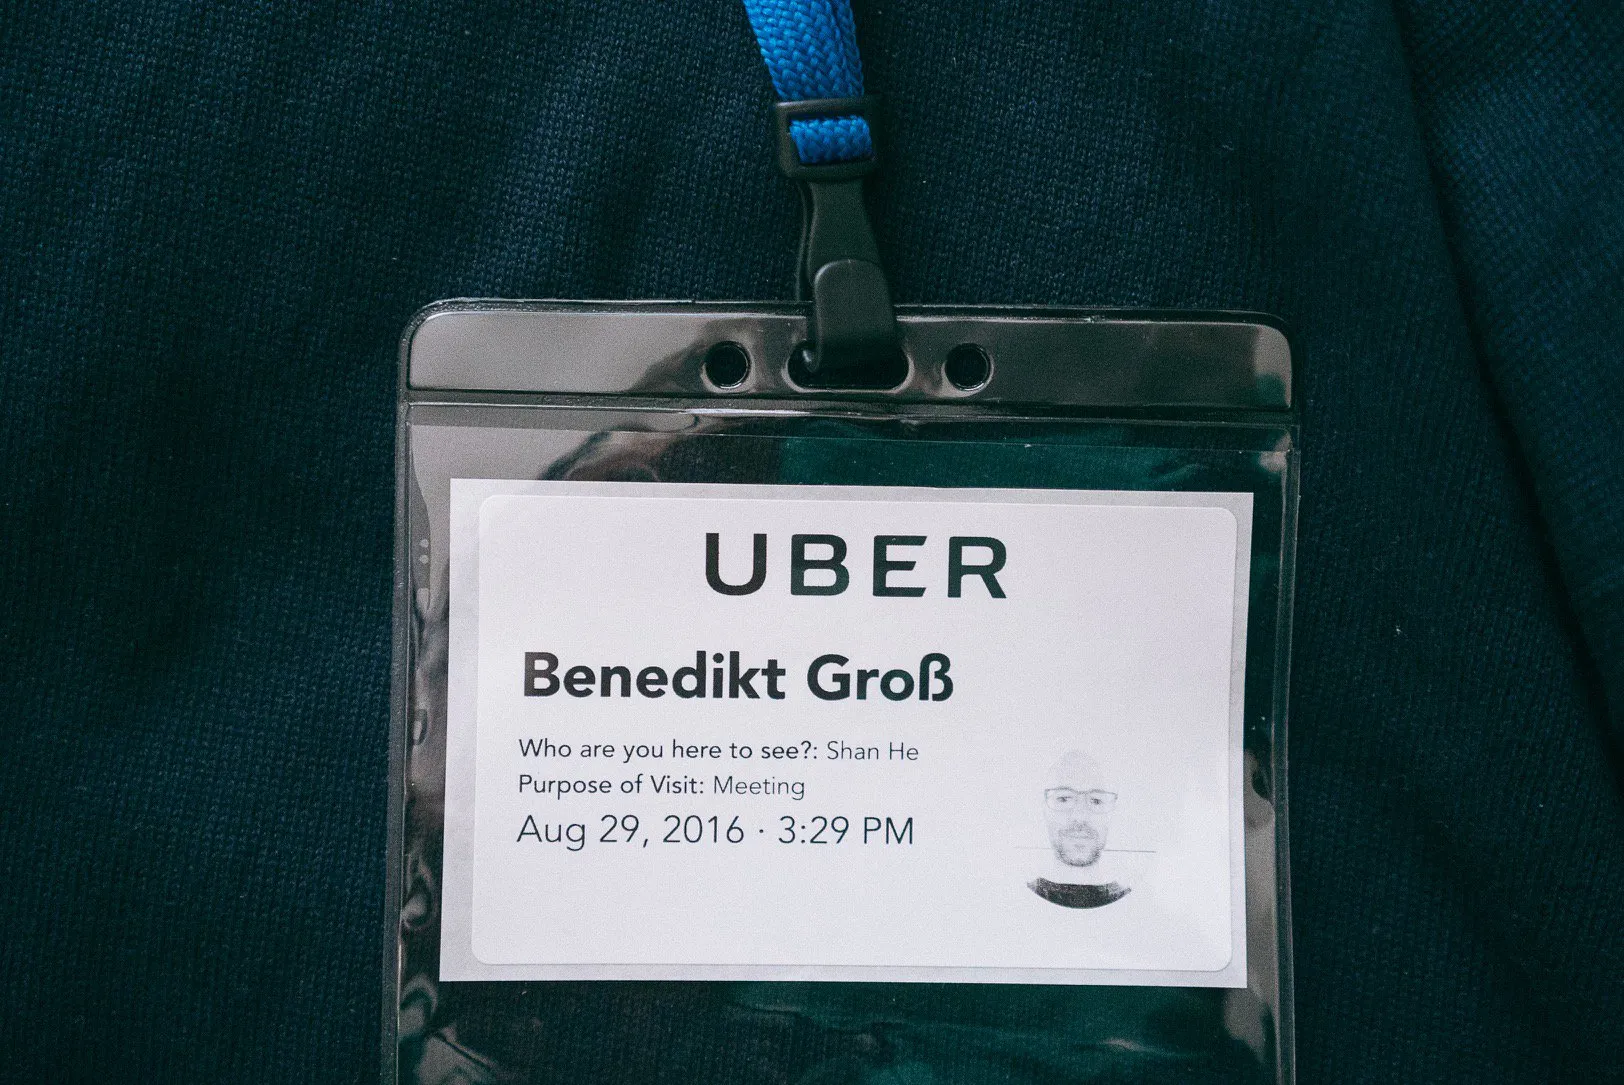 UBER
Benedikt Groß
Who are you here to see?: Shan He
Purpose of Visit: Meeting
Aug 29, 2016 · 3:29 PM